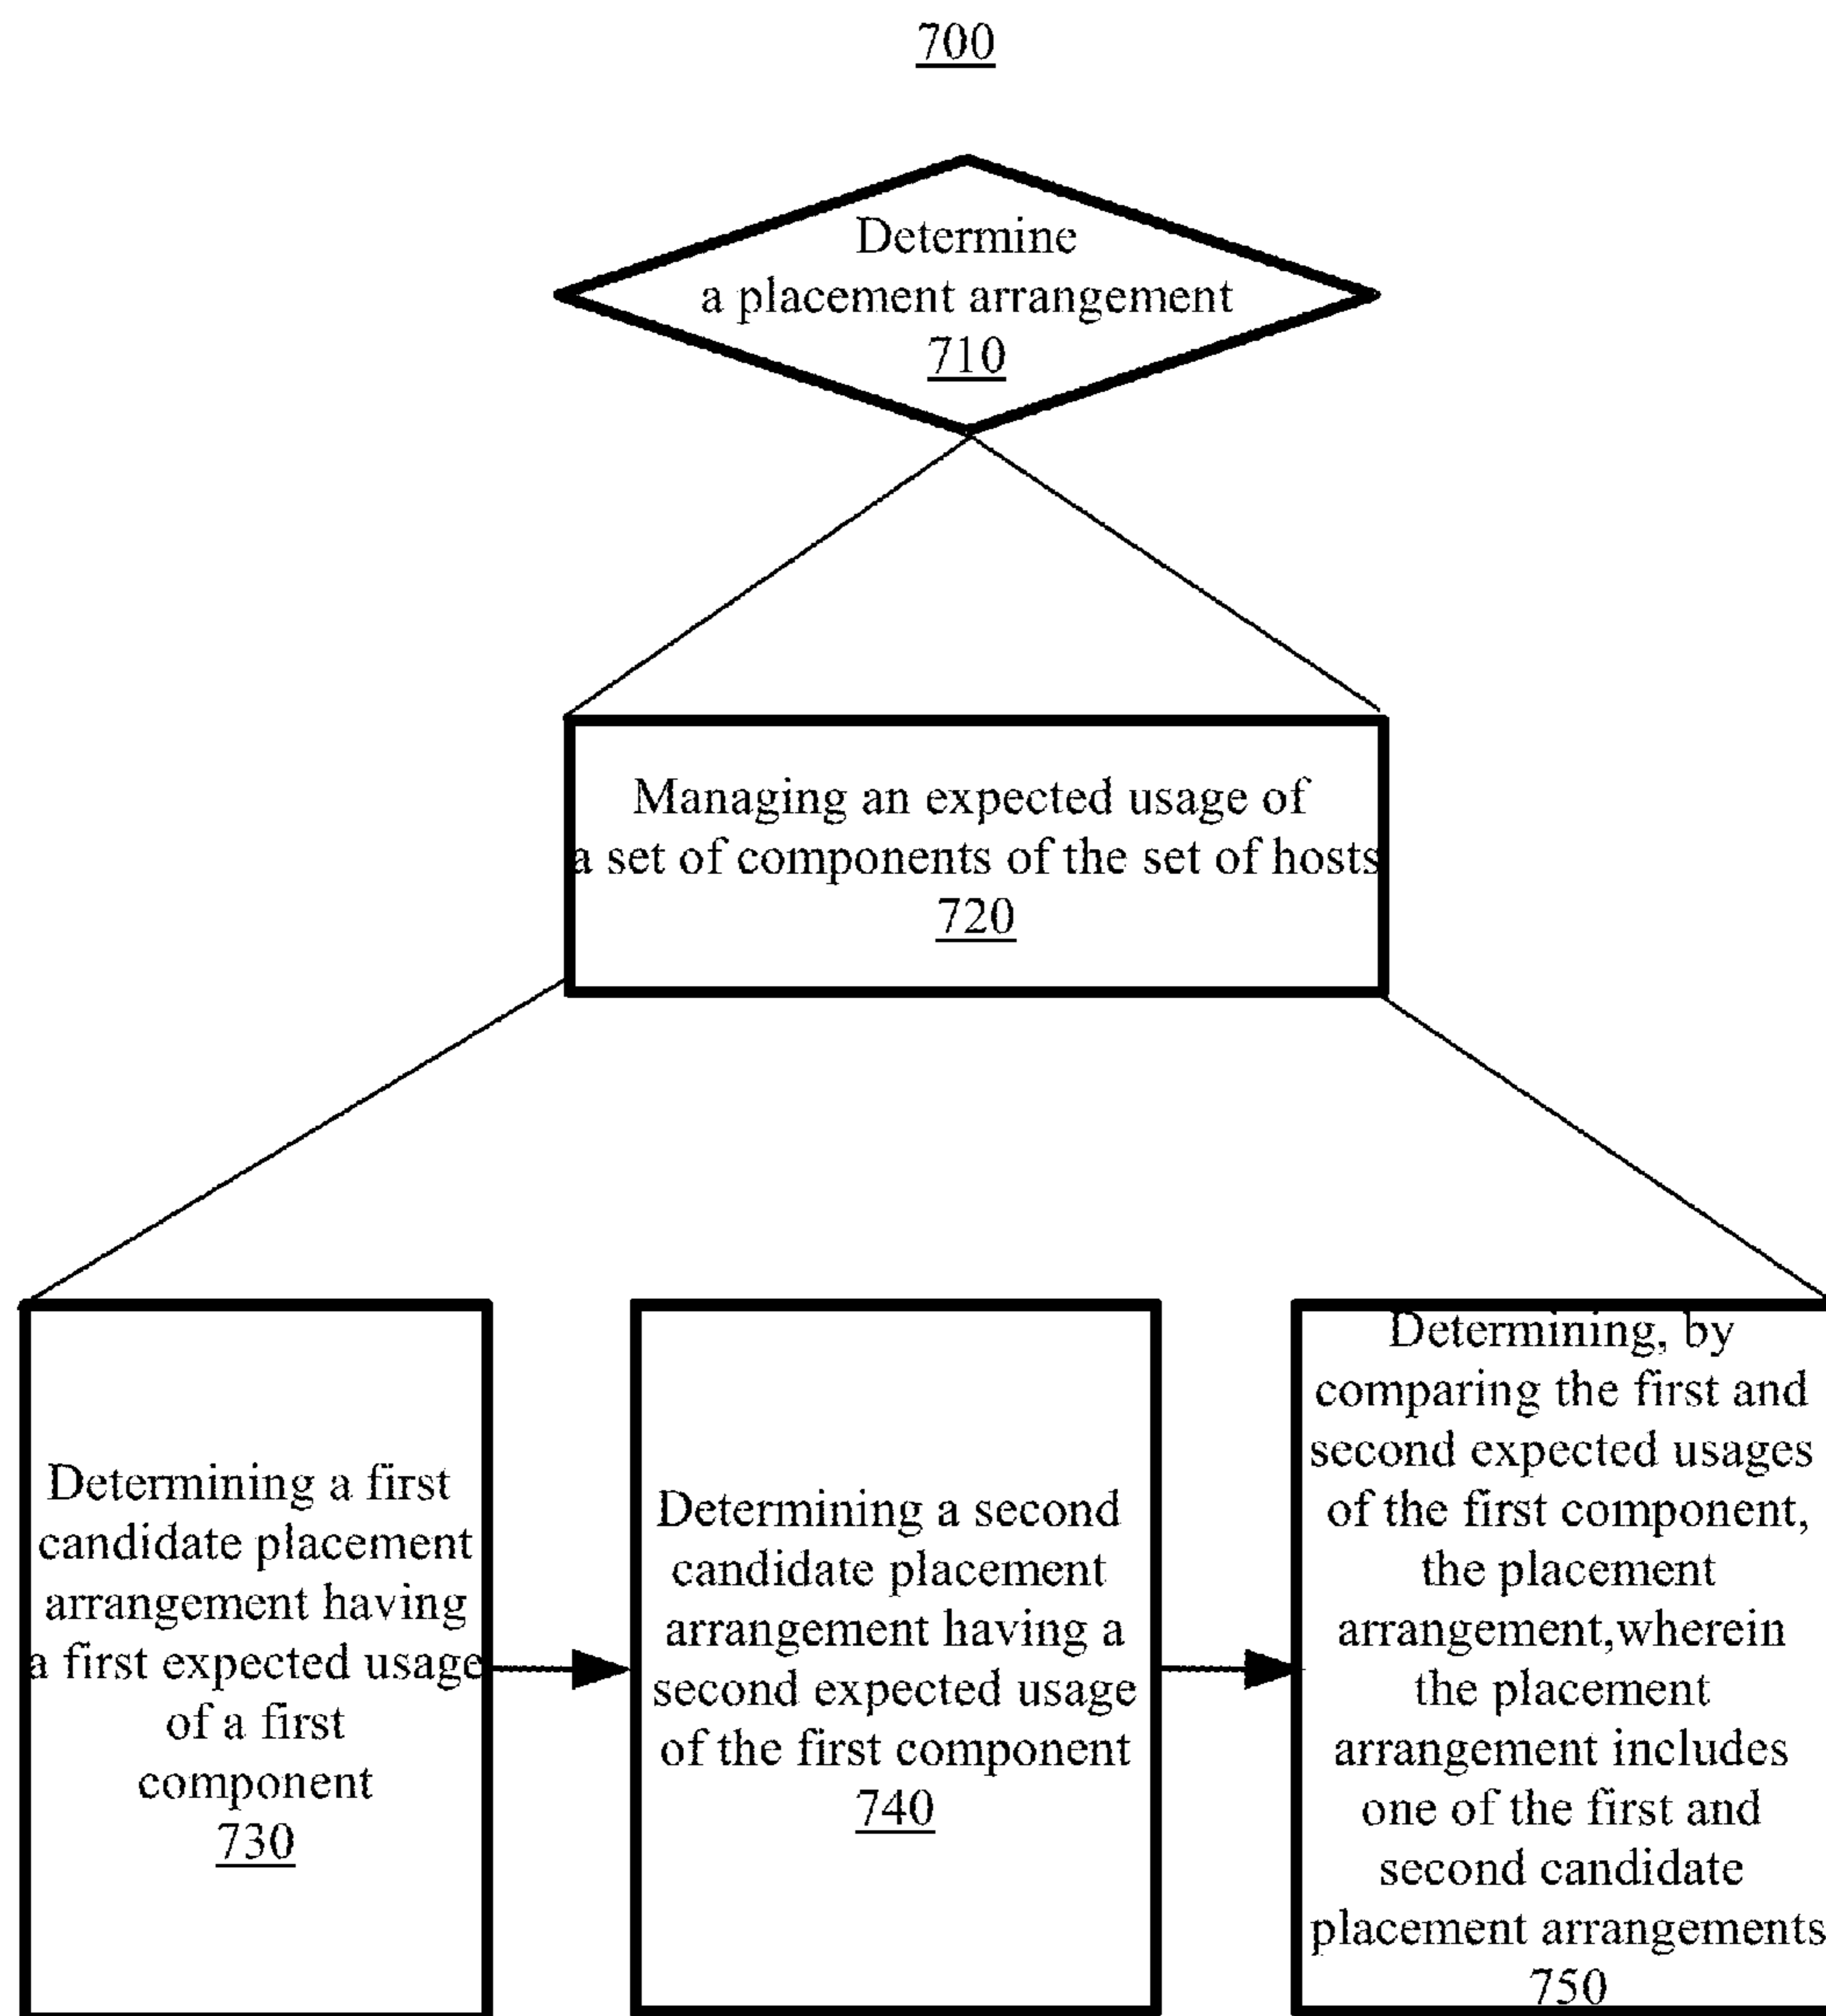 700
Determine
a placement arrangement
710
Managing an expected usage of
a set of components of the set of hosts
720
Determining a first
candidate placement
arrangement having
a first expected usage
of a first
component
730
Determining a second
candidate placement
arrangement having a
second expected usage
of the first component
740
Determining, by
comparing the first and
second expected usages
of the first component,
the placement
arrangement,wherein
the placement
arrangement includes
one of the first and
second candidate
placement arrangements
750